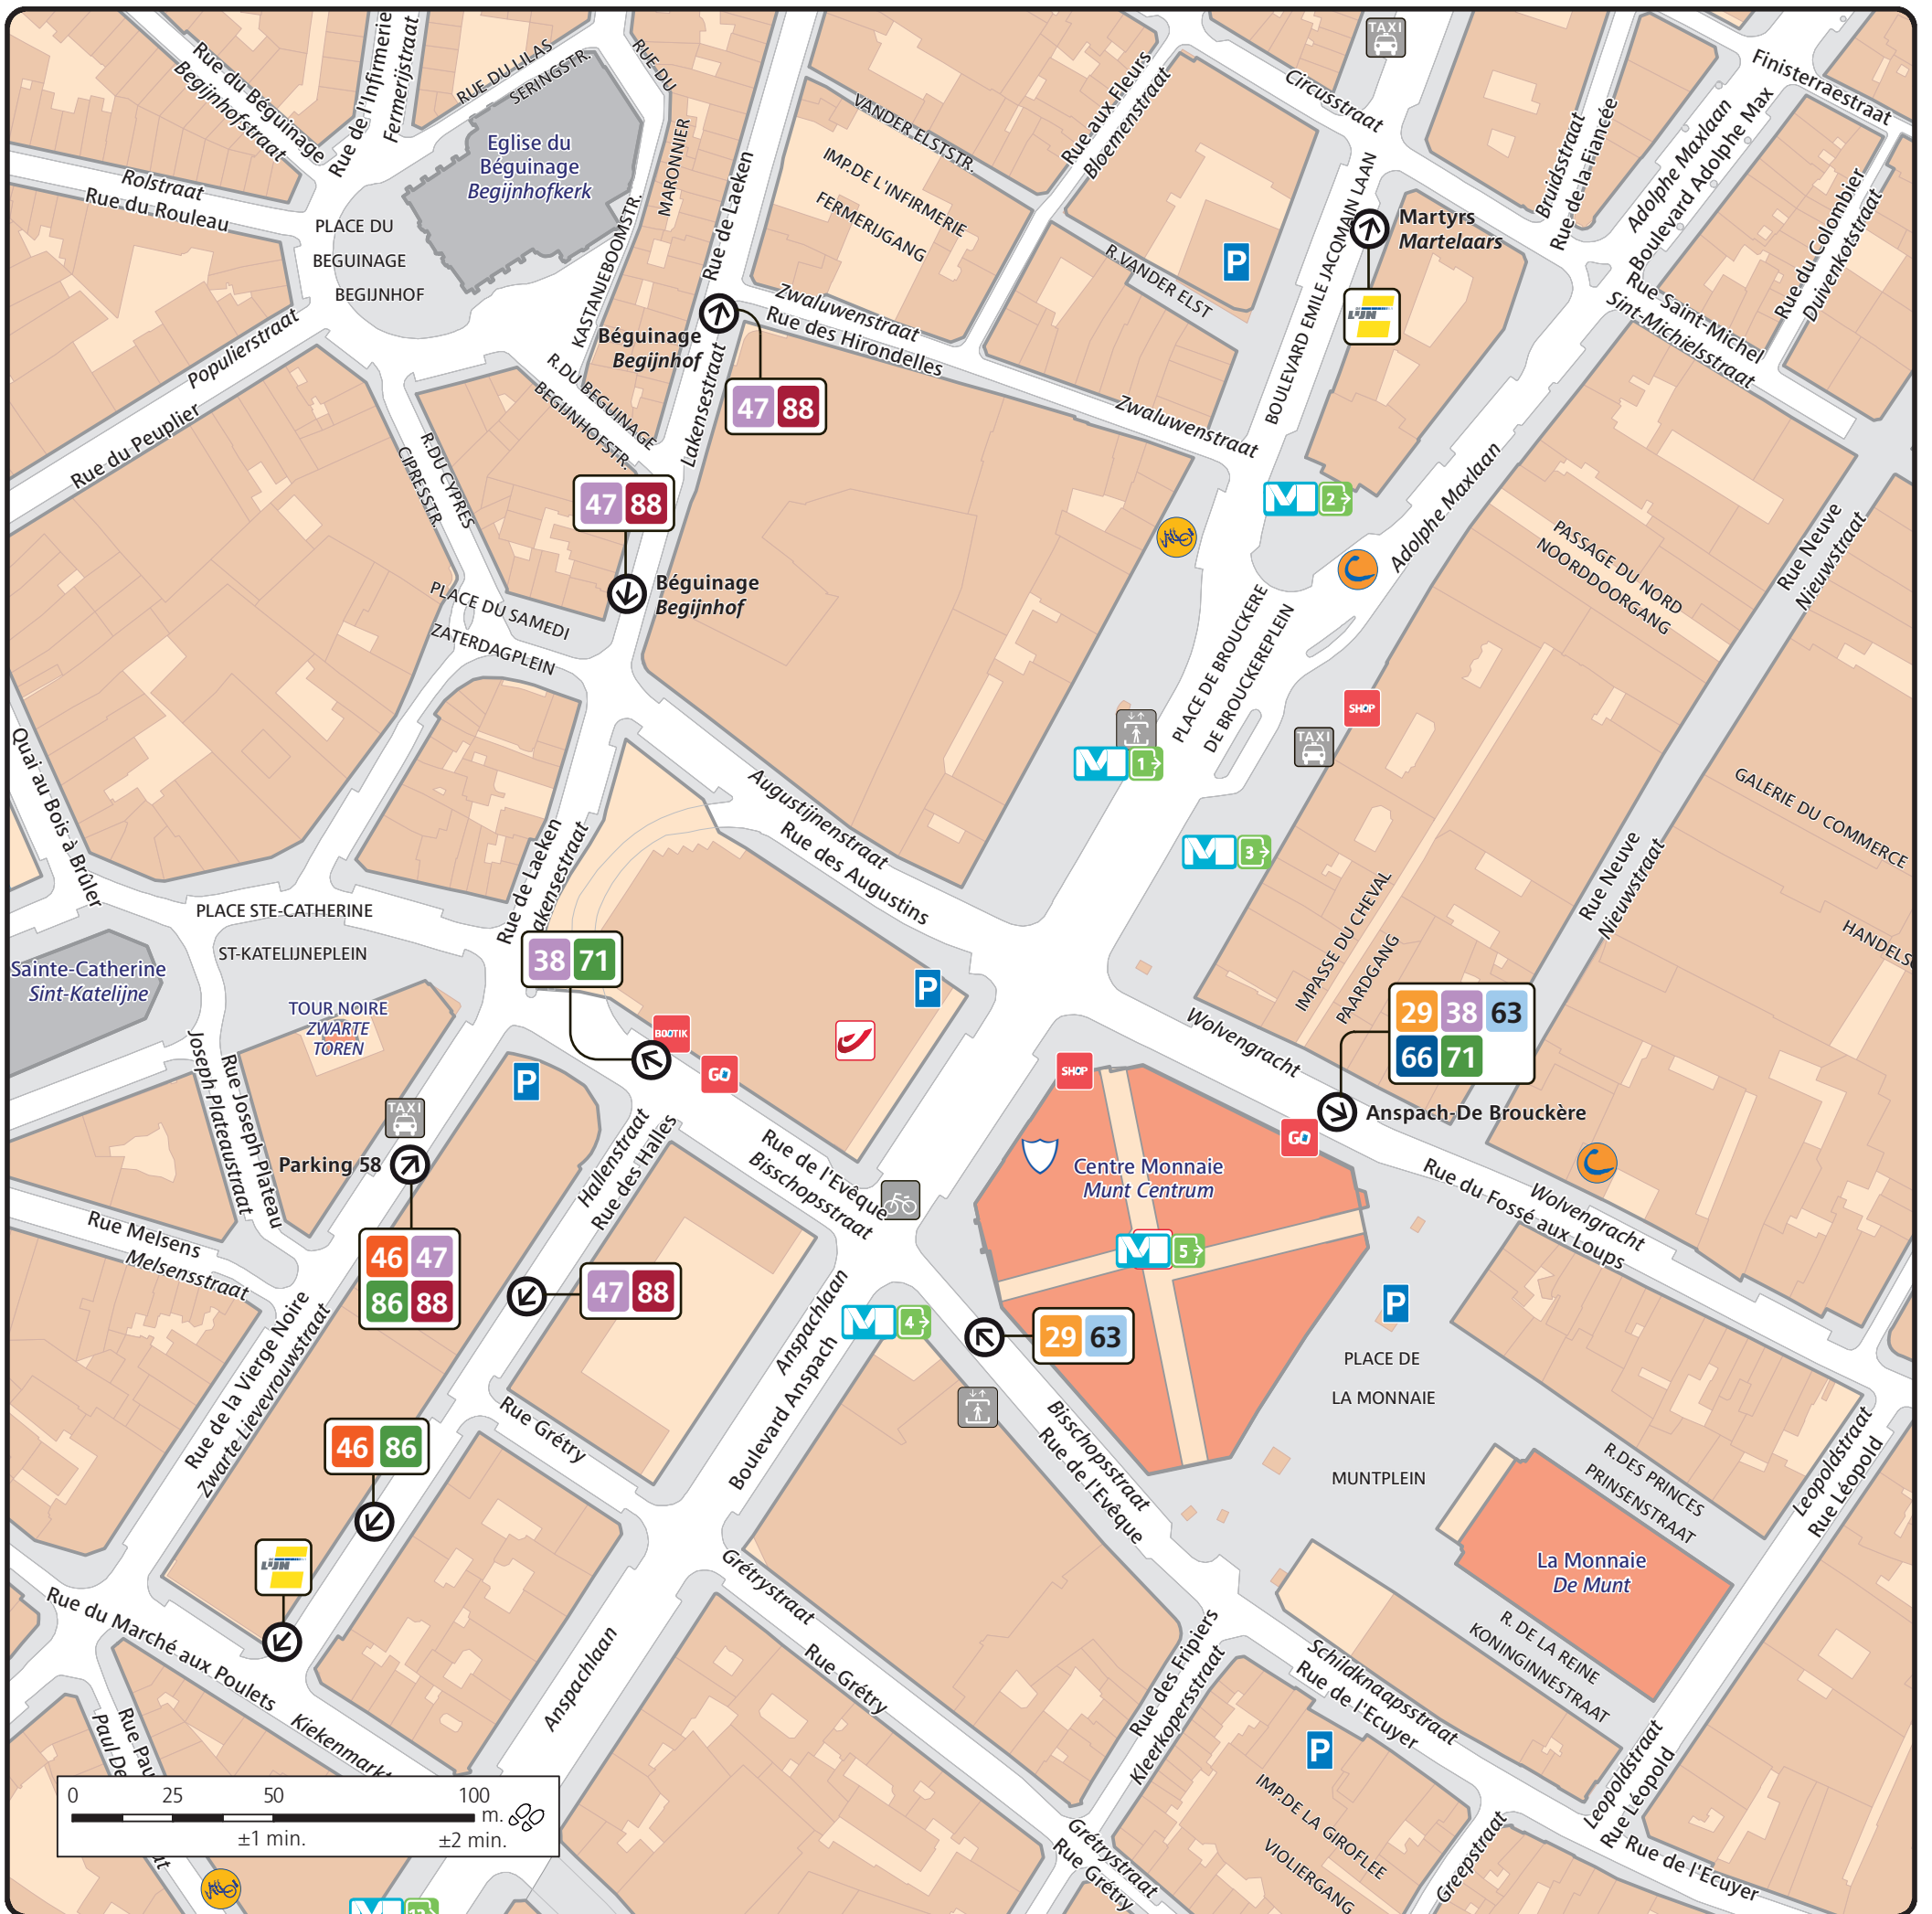 Rue du Béguinage
Begijnhofstraat
Rue de l'Infirmerie
Fermerijstraat
RUE DU LILAS
SERINGSTR.
RUE DU
MARONNIER
KASTANJEBOOMSTR.
Eglise du
Béguinage
Begijnhofkerk
Rolstraat
Rue du Rouleau
PLACE DU
BEGUINAGE
BEGIJNHOF
Populierstraat
Rue du Peuplier
Rue de Laeken
Lakensestraat
VANDER ELSTSTR.
IMP.DE L'INFIRMERIE
FERMERIJGANG
Rue aux Fleurs
Bloemenstraat
R.VANDER ELST
P
Circusstraat
TAXI
BOULEVARD EMILE JACQMAIN LAAN
Martyrs
Martelaars
LIJN
Bruidsstraat
Rue de la Fiancée
Adolphe Maxlaan
Boulevard Adolphe Max
Finisterraestraat
Rue du Colombier
Duivenkotstraat
Rue Saint-Michel
Sint-Michielsstraat
Zwaluwenstraat
Rue des Hirondelles
Zwaluwenstraat
Béguinage
Begijnhof
47 88
R.DU BEGUINAGE
BEGIJNHOFSTR.
R.DU CYPRES
CIPRESSTR.
47 88
Béguinage
Begijnhof
PLACE DU SAMEDI
ZATERDAGPLEIN
M 2
Adolphe Maxlaan
PASSAGE DU NORD
NOORDDOORGANG
Rue Neuve
Nieuwstraat
PLACE DE BROUCKERE
DE BROUCKEREPLEIN
SHOP
TAXI
M 1
M 3
GALERIE DU COMMERCE
Rue Neuve
Nieuwstraat
IMPASSE DU CHEVAL
PAARDGANG
Quai au Bois à Brûler
Augustijnenstraat
Rue des Augustins
Rue de Laeken
PLACE STE-CATHERINE
ST-KATELIJNEPLEIN
Sainte-Catherine
Sint-Katelijne
TOUR NOIRE
ZWARTE
TOREN
38 71
BOOTIK
GO
P
P
Wolvengracht
29 38 63
66 71
Anspach-De Brouckère
SHOP
GO
Joseph Plateaustraat
Rue Joseph Plateau
TAXI
Parking 58
46 47
86 88
Hallenstraat
Rue des Halles
Rue de l'Evêque
Bisschopsstraat
Centre Monnaie
Munt Centrum
M 5
Rue du Fossé aux Loups
Wolvengracht
Rue Melsens
Melsensstraat
47 88
M 4
29 63
P
PLACE DE
LA MONNAIE
MUNTPLEIN
Anspachlaan
Boulevard Anspach
Rue de la Vierge Noire
Zwarte Lievevrouwstraat
Rue Grétry
46 86
LIJN
Bisschopsstraat
Rue de l'Evêque
R.DES PRINCES
PRINSENSTRAAT
Leopoldstraat
Rue Léopold
La Monnaie
De Munt
R. DE LA REINE
KONINGINNESTRAAT
Rue du Marché aux Poulets
Kiekenmarkt
Anspachlaan
Grétrystraat
Rue Grétry
Rue des Fripiers
Kleerkopersstraat
Schildknaapsstraat
Rue de l'Ecuyer
P
IMP.DE LA GIROFLEE
VIOLIERGANG
Leopoldstraat
Rue Léopold
Greepstraat
Rue de l'Ecuyer
Grétrystraat
Rue Grétry
0 25 50 100
m.
±1 min. ±2 min.